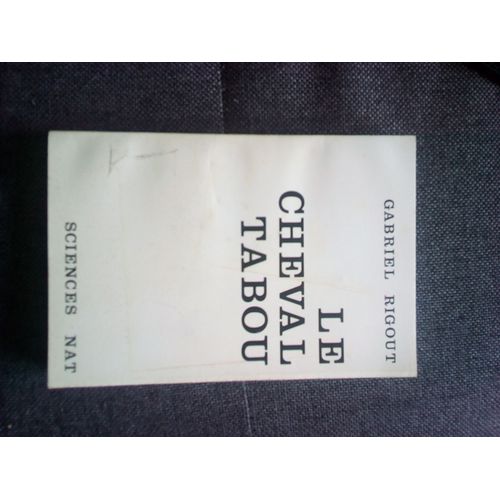 GABRIEL RIGOUT
LE
CHEVAL
TABOU
SCIENCES NAT